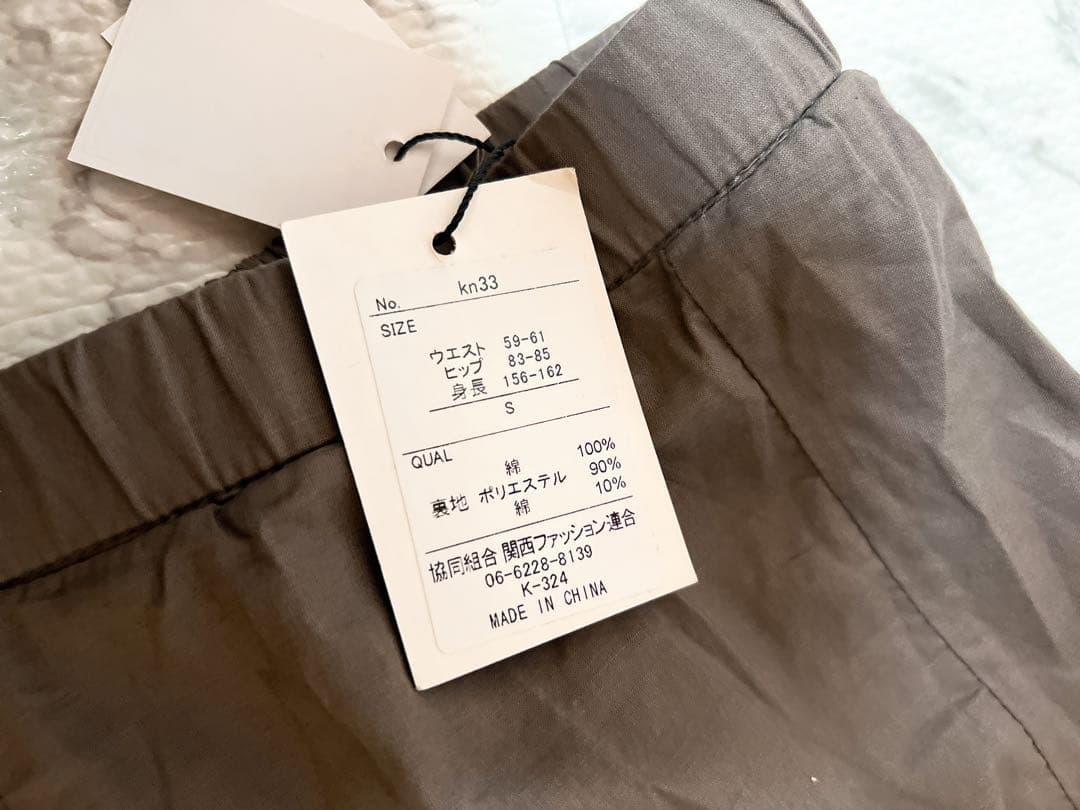 No. kn33
SIZE
ウエスト 59-61
ヒップ 83-85
身長 156-162
S
QUAL
綿 100%
裏地 ポリエステル 90%
綿 10%
協同組合 関西ファッション連合
06-6228-8139
K-324
MADE IN CHINA